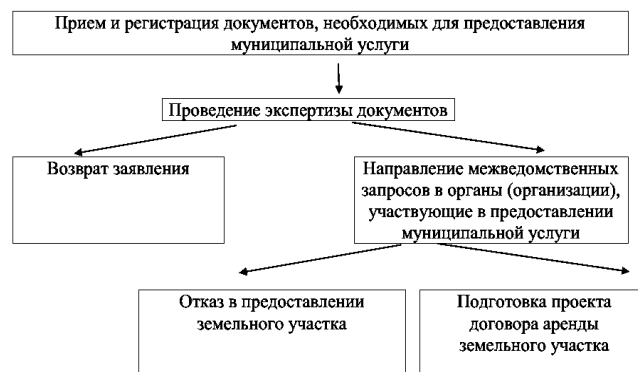 Прием и регистрация документов, необходимых для предоставления
муниципальной услуги
Проведение экспертизы документов
Возврат заявления
Направление межведомственных
запросов в органы (организации),
участвующие в предоставлении
муниципальной услуги
Отказ в предоставлении
земельного участка
Подготовка проекта
договора аренды
земельного участка